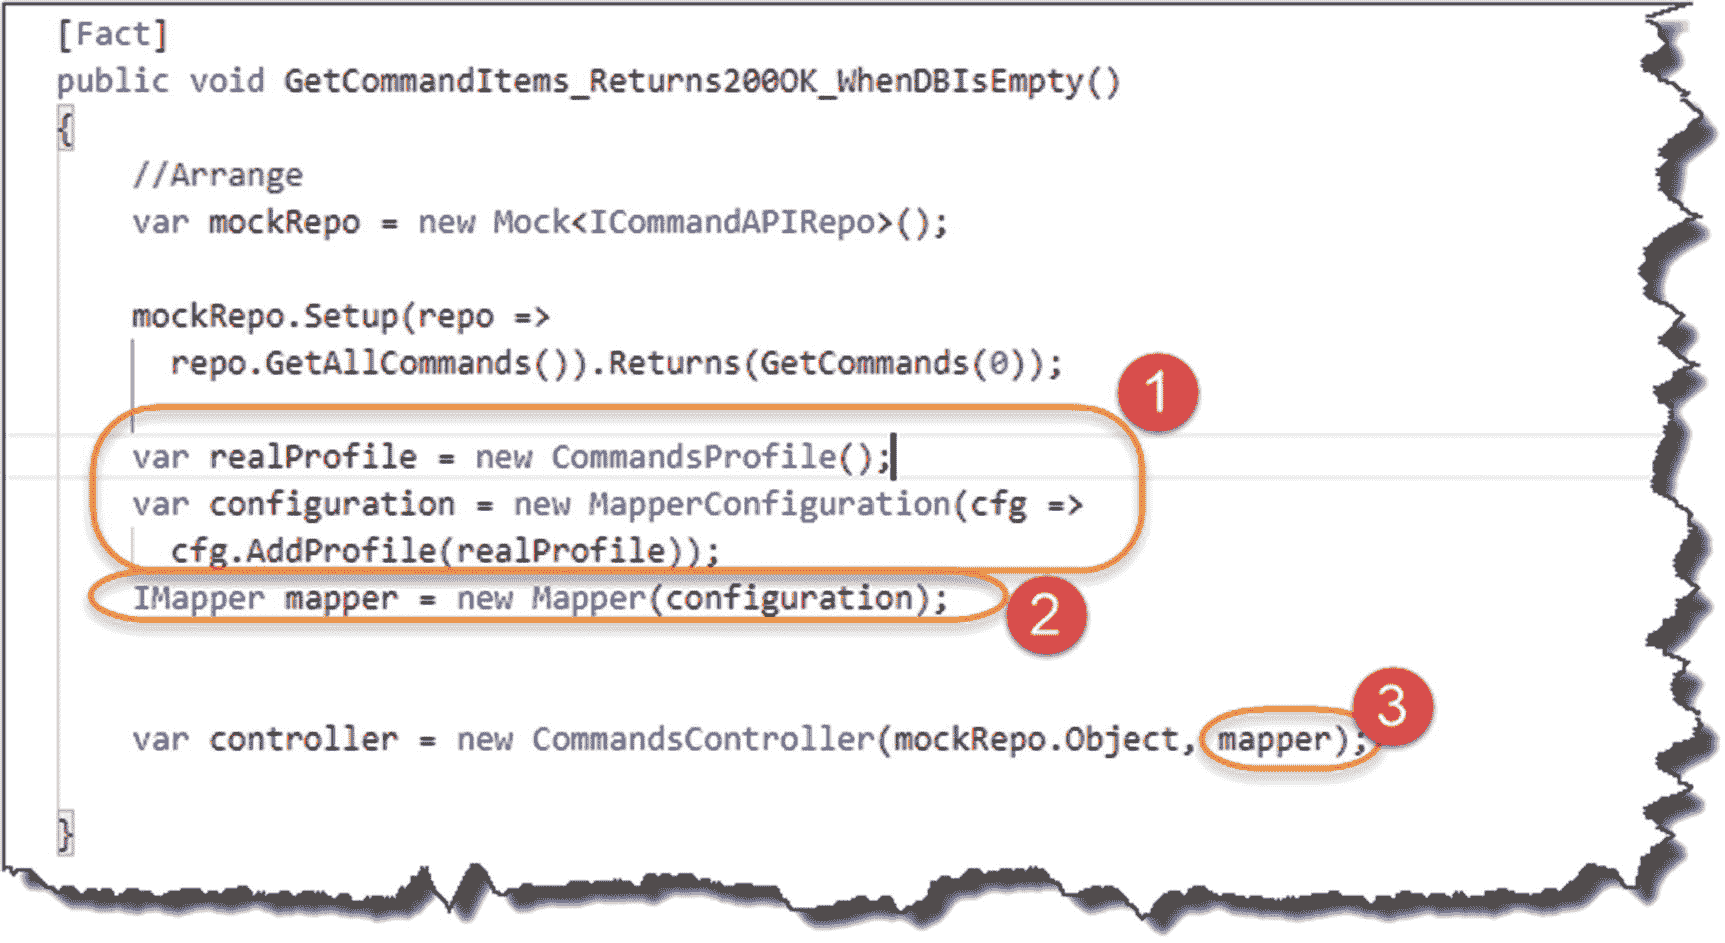 [Fact]
public void GetCommandItems_Returns200OK_WhenDBIsEmpty()
{
//Arrange
var mockRepo = new Mock<ICommandAPIRepo>();
mockRepo.Setup(repo =>
repo.GetAllCommands()).Returns(GetCommands(0));
1
var realProfile = new CommandsProfile();
var configuration = new MapperConfiguration(cfg =>
cfg.AddProfile(realProfile));
IMapper mapper = new Mapper(configuration);
2
3
var controller = new CommandsController(mockRepo.Object, mapper);
}